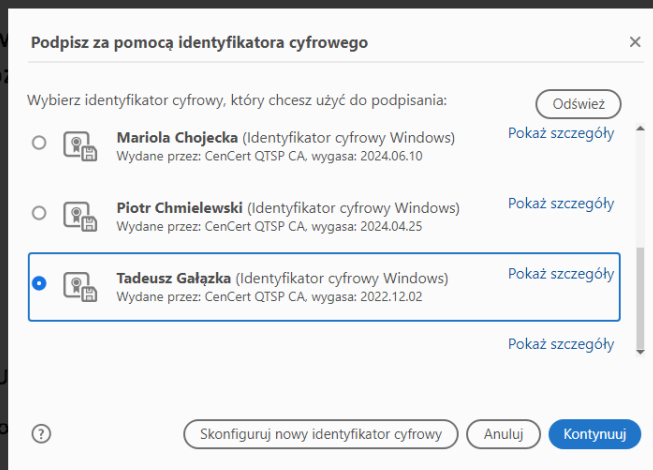 Podpisz za pomocą identyfikatora cyfrowego
Wybierz identyfikator cyfrowy, który chcesz użyć do podpisania:
Odśwież
Mariola Chojecka (Identyfikator cyfrowy Windows)
Pokaż szczegóły
Wydane przez: CenCert QTSP CA, wygasa: 2024.06.10
Piotr Chmielewski (Identyfikator cyfrowy Windows)
Pokaż szczegóły
Wydane przez: CenCert QTSP CA, wygasa: 2024.04.25
Tadeusz Gałązka (Identyfikator cyfrowy Windows)
Pokaż szczegóły
Wydane przez: CenCert QTSP CA, wygasa: 2022.12.02
Pokaż szczegóły
Skonfiguruj nowy identyfikator cyfrowy
Anuluj
Kontynuuj